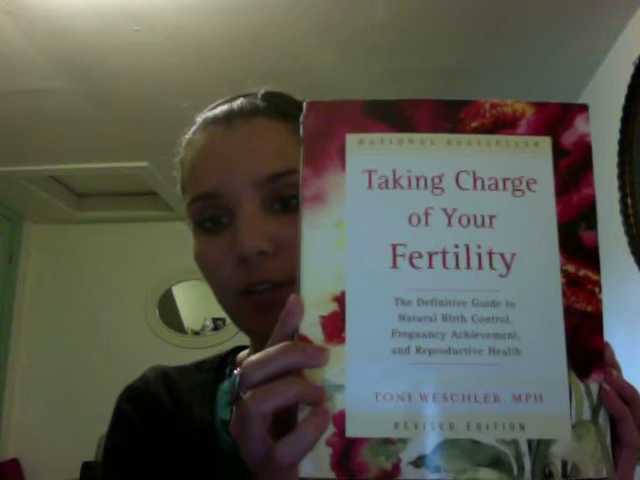 NATIONAL BESTSELLER
Taking Charge
of Your
Fertility
The Definitive Guide to
Natural Birth Control,
Pregnancy Achievement,
and Reproductive Health
TONI WESCHLER, MPH
REVISED EDITION